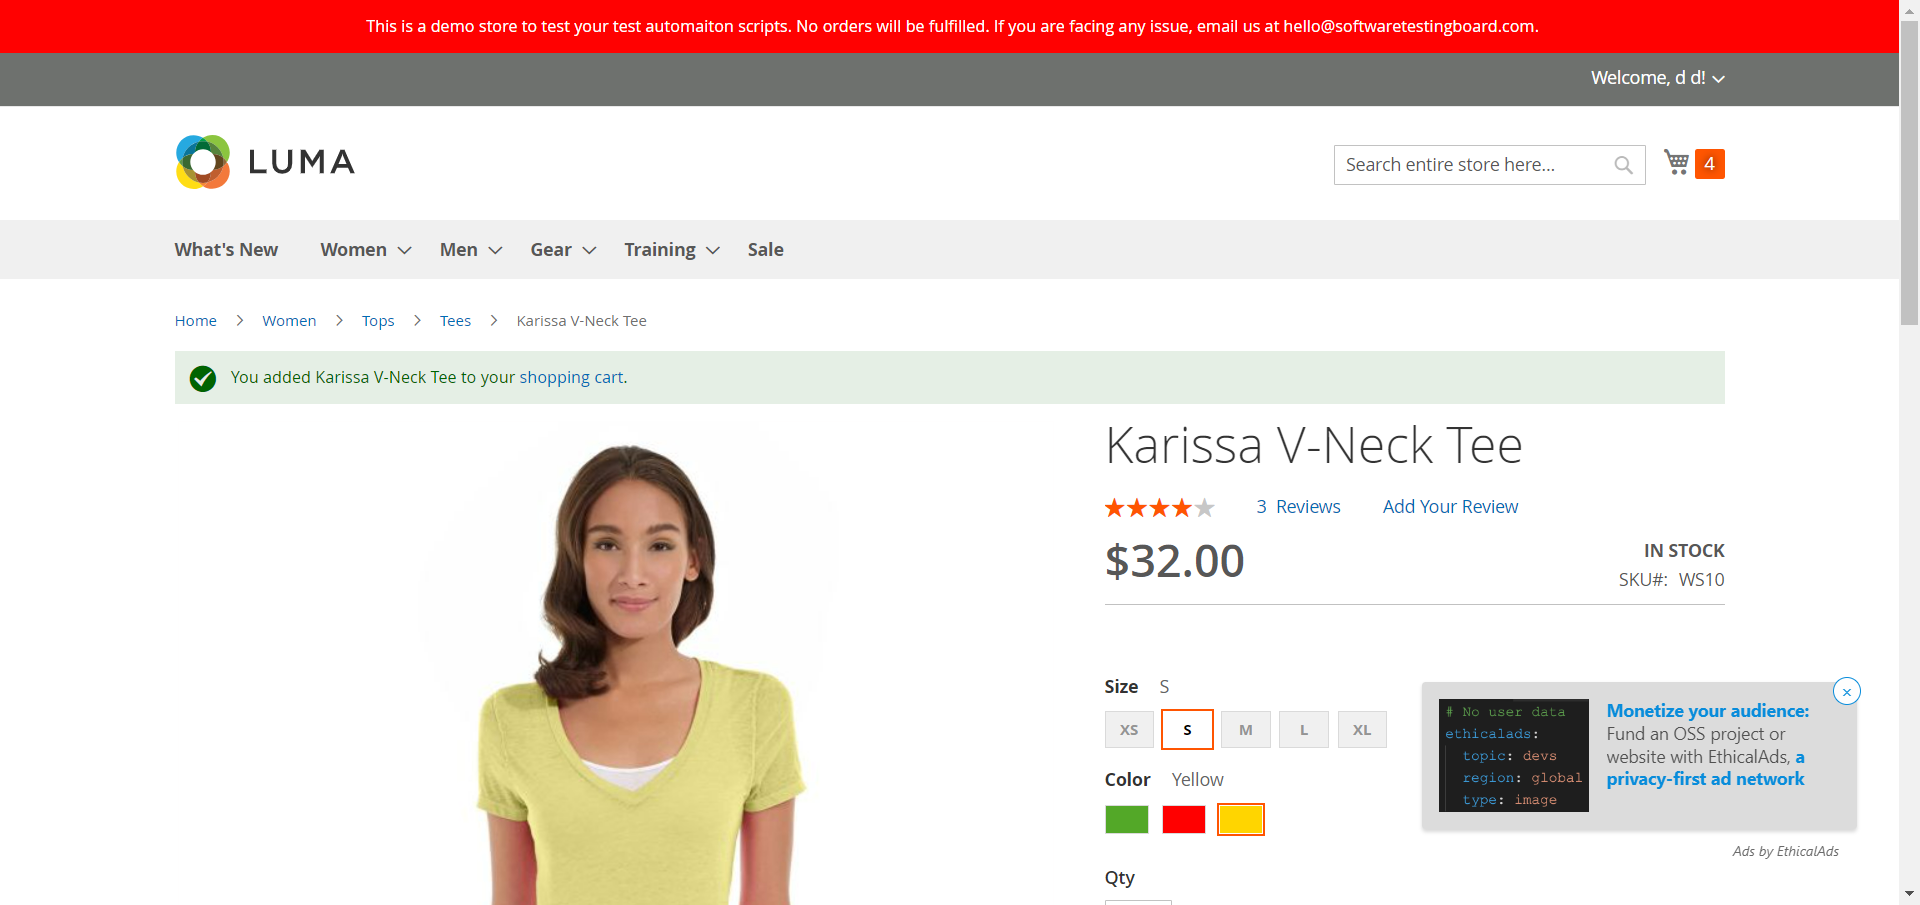 This is a demo store to test your test automaiton scripts. No orders will be fulfilled. If you are facing any issue, email us at hello@softwaretestingboard.com.
Welcome, d d!
LUMA
Search entire store here...
4
What's New Women Men Gear Training Sale
Home Women Tops Tees Karissa V-Neck Tee
You added Karissa V-Neck Tee to your shopping cart.
Karissa V-Neck Tee
3 Reviews Add Your Review
$32.00
IN STOCK
SKU#: WS10
Size S
XS S M L XL
Color Yellow
Qty
# No user data
ethicalads:
topic: devs
region: global
type: image
Monetize your audience:
Fund an OSS project or
website with EthicalAds, a
privacy-first ad network
Ads by EthicalAds